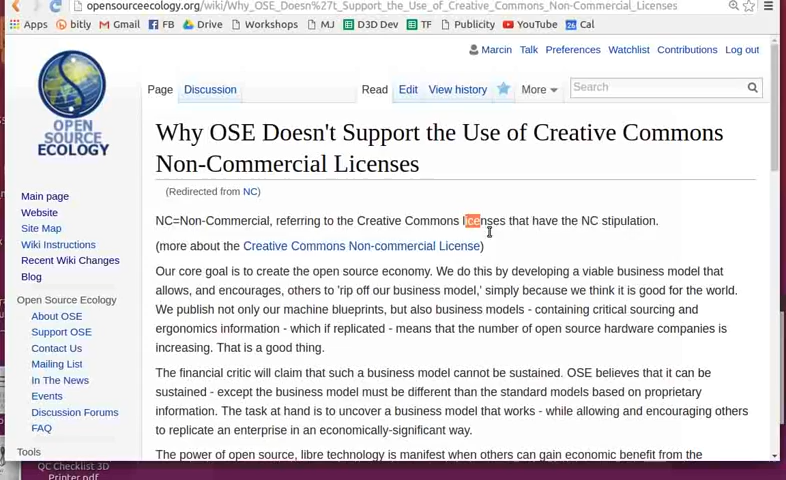 opensourceecology.org/wiki/Why_OSE_Doesn%27t_Support_the_Use_of_Creative_Commons_Non-Commercial_Licenses
Apps bitly Gmail FB Drive Workshops MJ D3D Dev TF Publicity YouTube Cal
Marcin Talk Preferences Watchlist Contributions Log out
Page Discussion Read Edit View history More Search
OPEN
SOURCE
ECOLOGY
Main page
Website
Site Map
Wiki Instructions
Recent Wiki Changes
Blog
Open Source Ecology
About OSE
Support OSE
Contact Us
Mailing List
In The News
Events
Discussion Forums
FAQ
Tools
Why OSE Doesn't Support the Use of Creative Commons
Non-Commercial Licenses
(Redirected from NC)
NC=Non-Commercial, referring to the Creative Commons licenses that have the NC stipulation.
(more about the Creative Commons Non-commercial License)
Our core goal is to create the open source economy. We do this by developing a viable business model that
allows, and encourages, others to 'rip off our business model,' simply because we think it is good for the world.
We publish not only our machine blueprints, but also business models - containing critical sourcing and
ergonomics information - which if replicated - means that the number of open source hardware companies is
increasing. That is a good thing.
The financial critic will claim that such a business model cannot be sustained. OSE believes that it can be
sustained - except the business model must be different than the standard models based on proprietary
information. The task at hand is to uncover a business model that works - while allowing and encouraging others
to replicate an enterprise in an economically-significant way.
The power of open source, libre technology is manifest when others can gain economic benefit from the
QC Checklist 3D
Printer.pdf